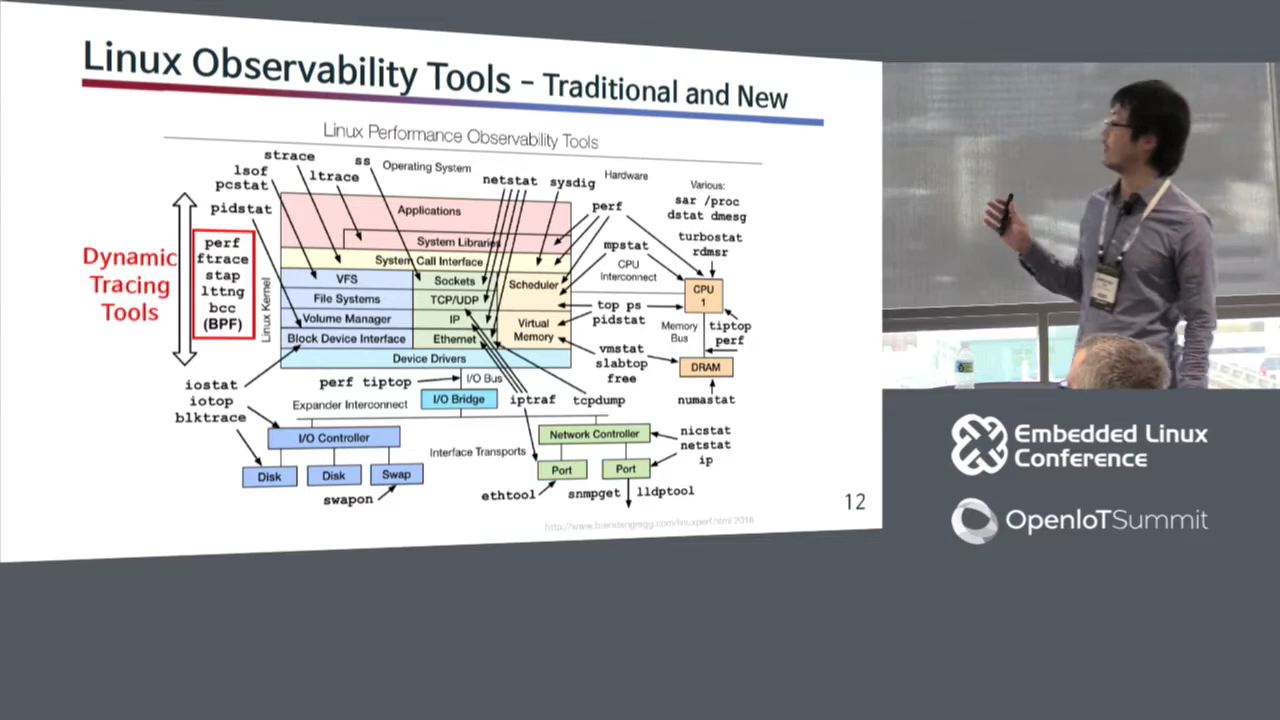 Linux Observability Tools – Traditional and New
Linux Performance Observability Tools
strace
ss
Operating System
lsof
ltrace
netstat
sysdig
Hardware
Various:
pcstat
sar /proc
dstat dmesg
pidstat
Applications
perf
turbostat
rdmsr
Dynamic
Tracing
Tools
perf
ftrace
stap
lttng
bcc
(BPF)
Linux Kernel
System Libraries
System Call Interface
VFS
Sockets
Scheduler
File Systems
TCP/UDP
Volume Manager
IP
Virtual
Memory
Block Device Interface
Ethernet
Device Drivers
mpstat
CPU
Interconnect
CPU
1
top ps
pidstat
Memory
Bus
tiptop
perf
vmstat
slabtop
free
DRAM
numastat
iostat
iotop
blktrace
perf tiptop
I/O Bus
Expander Interconnect
I/O Bridge
iptraf
tcpdump
I/O Controller
Interface Transports
Network Controller
nicstat
netstat
ip
Disk
Disk
Swap
Port
Port
swapon
ethtool
snmpget
lldptool
http://www.brendangregg.com/linuxperf.html 2016
12
Embedded Linux
Conference
OpenIoTSummit